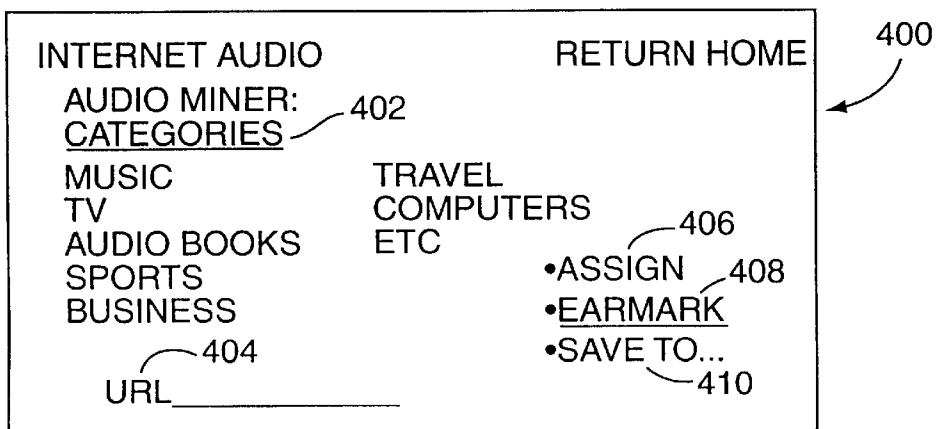 INTERNET AUDIO RETURN HOME 400
AUDIO MINER:
CATEGORIES 402
MUSIC TRAVEL
TV COMPUTERS
AUDIO BOOKS ETC 406
SPORTS •ASSIGN 408
BUSINESS •EARMARK
404 •SAVE TO...
URL 410